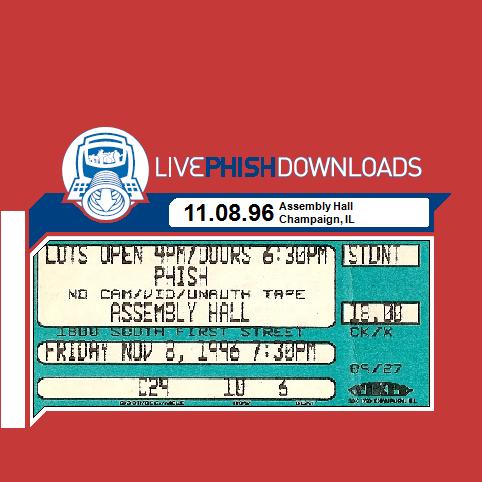 LIVEPHISHDOWNLOADS
11.08.96
Assembly Hall
Champaign, IL
LOTS OPEN 4PM/DOORS 6:30PM
STDNT
PHISH
NO CAM/VID/UNAUTH TAPE
ASSEMBLY HALL
18.00
1800 SOUTH FIRST STREET
CK/K
FRIDAY NOV 8, 1996 7:30PM
09/27
C29 10 6